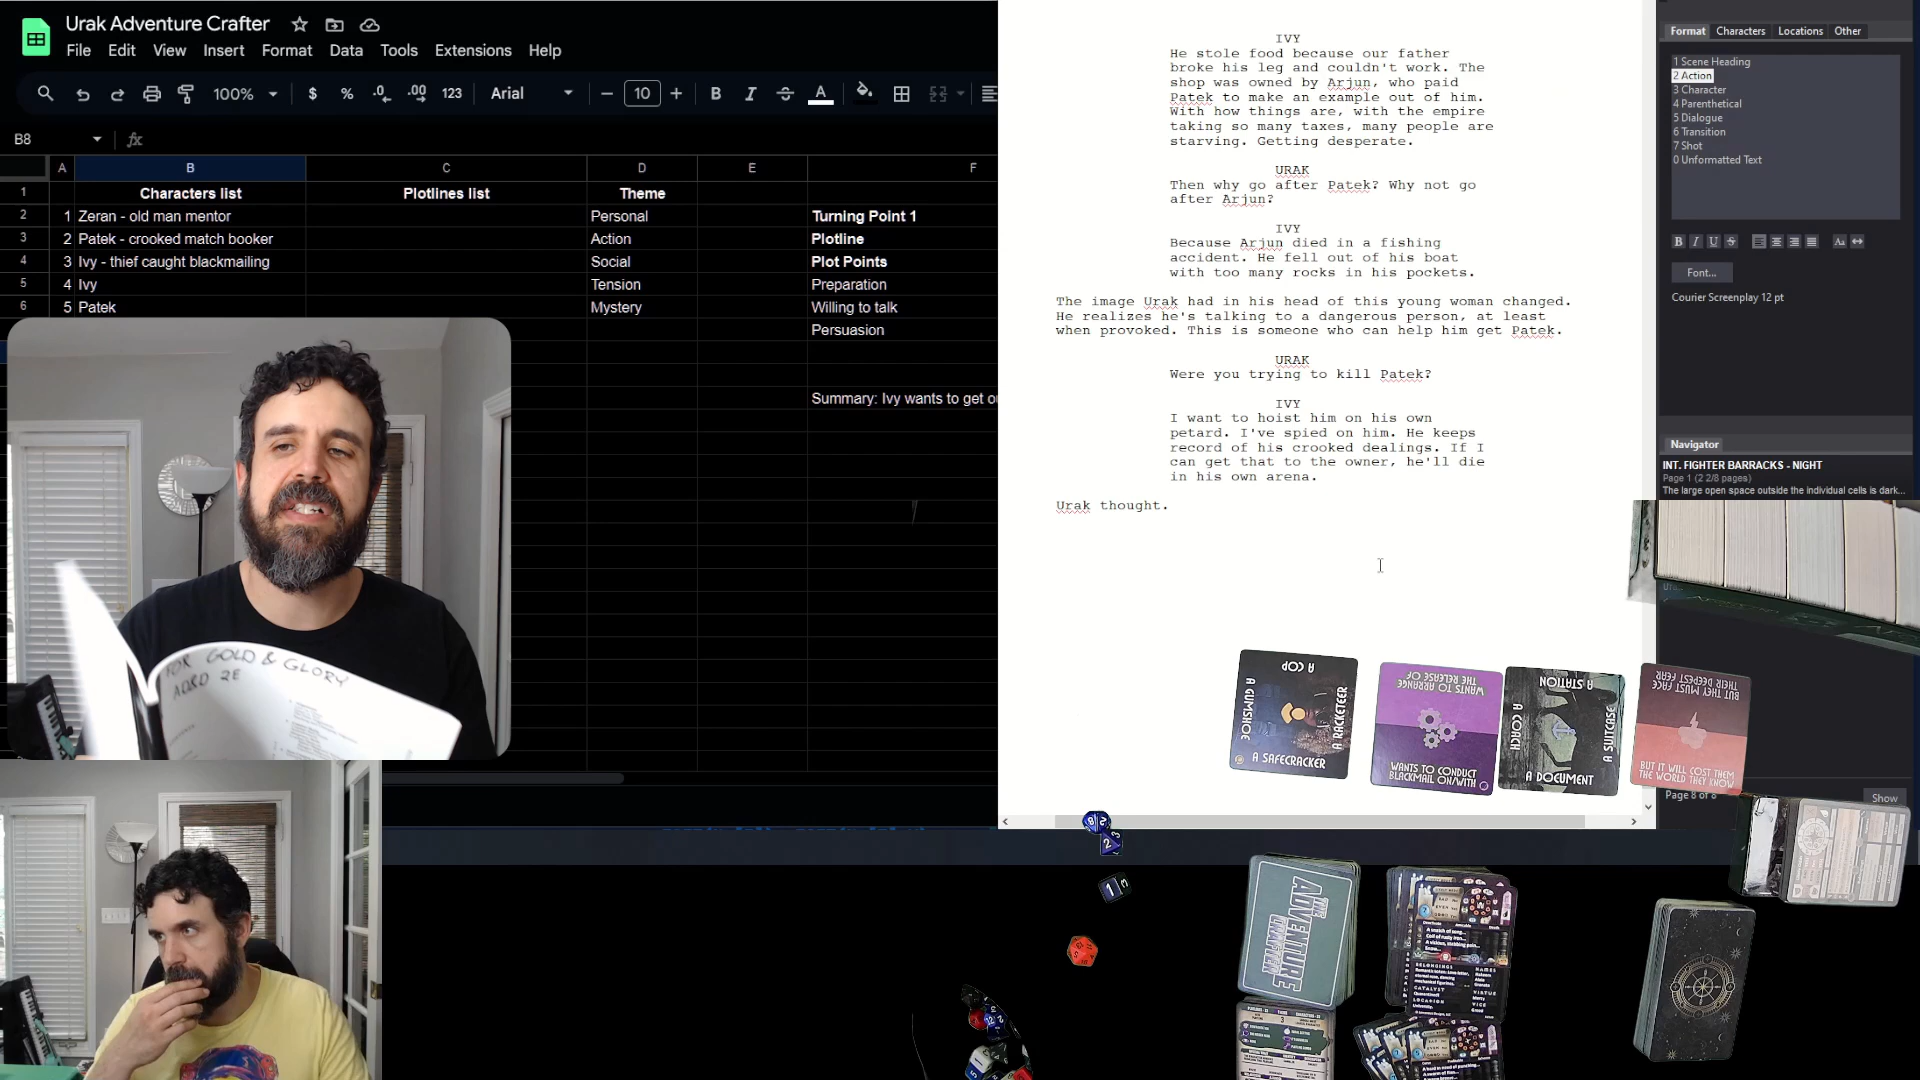 Urak Adventure Crafter
File Edit View Insert Format Data Tools Extensions Help
100% $ % .0 .00 123 Arial 10 B I S A
B8 fx
A B C D E F
1 Characters list Plotlines list Theme
2 1 Zeran - old man mentor Personal Turning Point 1
3 2 Patek - crooked match booker Action Plotline
4 3 Ivy - thief caught blackmailing Social Plot Points
5 4 Ivy Tension Preparation
6 5 Patek Mystery Willing to talk
Persuasion
Summary: Ivy wants to get
FOR GOLD & GLORY
AD&D 2E
IVY
He stole food because our father
broke his leg and couldn't work. The
shop was owned by Arjun, who paid
Patek to make an example out of him.
With how things are, with the empire
taking so many taxes, many people are
starving. Getting desperate.
URAK
Then why go after Patek? Why not go
after Arjun?
IVY
Because Arjun died in a fishing
accident. He fell out of his boat
with too many rocks in his pockets.
The image Urak had in his head of this young woman changed.
He realizes he's talking to a dangerous person, at least
when provoked. This is someone who can help him get Patek.
URAK
Were you trying to kill Patek?
IVY
I want to hoist him on his own
petard. I've spied on him. He keeps
record of his crooked dealings. If I
can get that to the owner, he'll die
in his own arena.
Urak thought.
Format Characters Locations Other
1 Scene Heading
2 Action
3 Character
4 Parenthetical
5 Dialogue
6 Transition
7 Shot
0 Unformatted Text
B I U S Aa
Font...
Courier Screenplay 12 pt
Navigator
INT. FIGHTER BARRACKS - NIGHT
Page 1 (2 2/8 pages)
The large open space outside the individual cells is dark...
Page 8 of 8
Show
A COP
A GUMSHOE
A RACKETEER
A SAFECRACKER
WANTS TO ARRANGE
THE RELEASE OF
WANTS TO CONDUCT
BLACKMAIL ON/WITH
A STATION
A COACH
A SUITCASE
A DOCUMENT
BUT THEY MUST FACE
THEIR DEEPEST FEAR
BUT IT WILL COST THEM
THE WORLD THEY KNOW
THE ADVENTURE CRAFTER
BELONGINGS
NAMES
CATALYST
LOCATION
VIRTUE
VICE